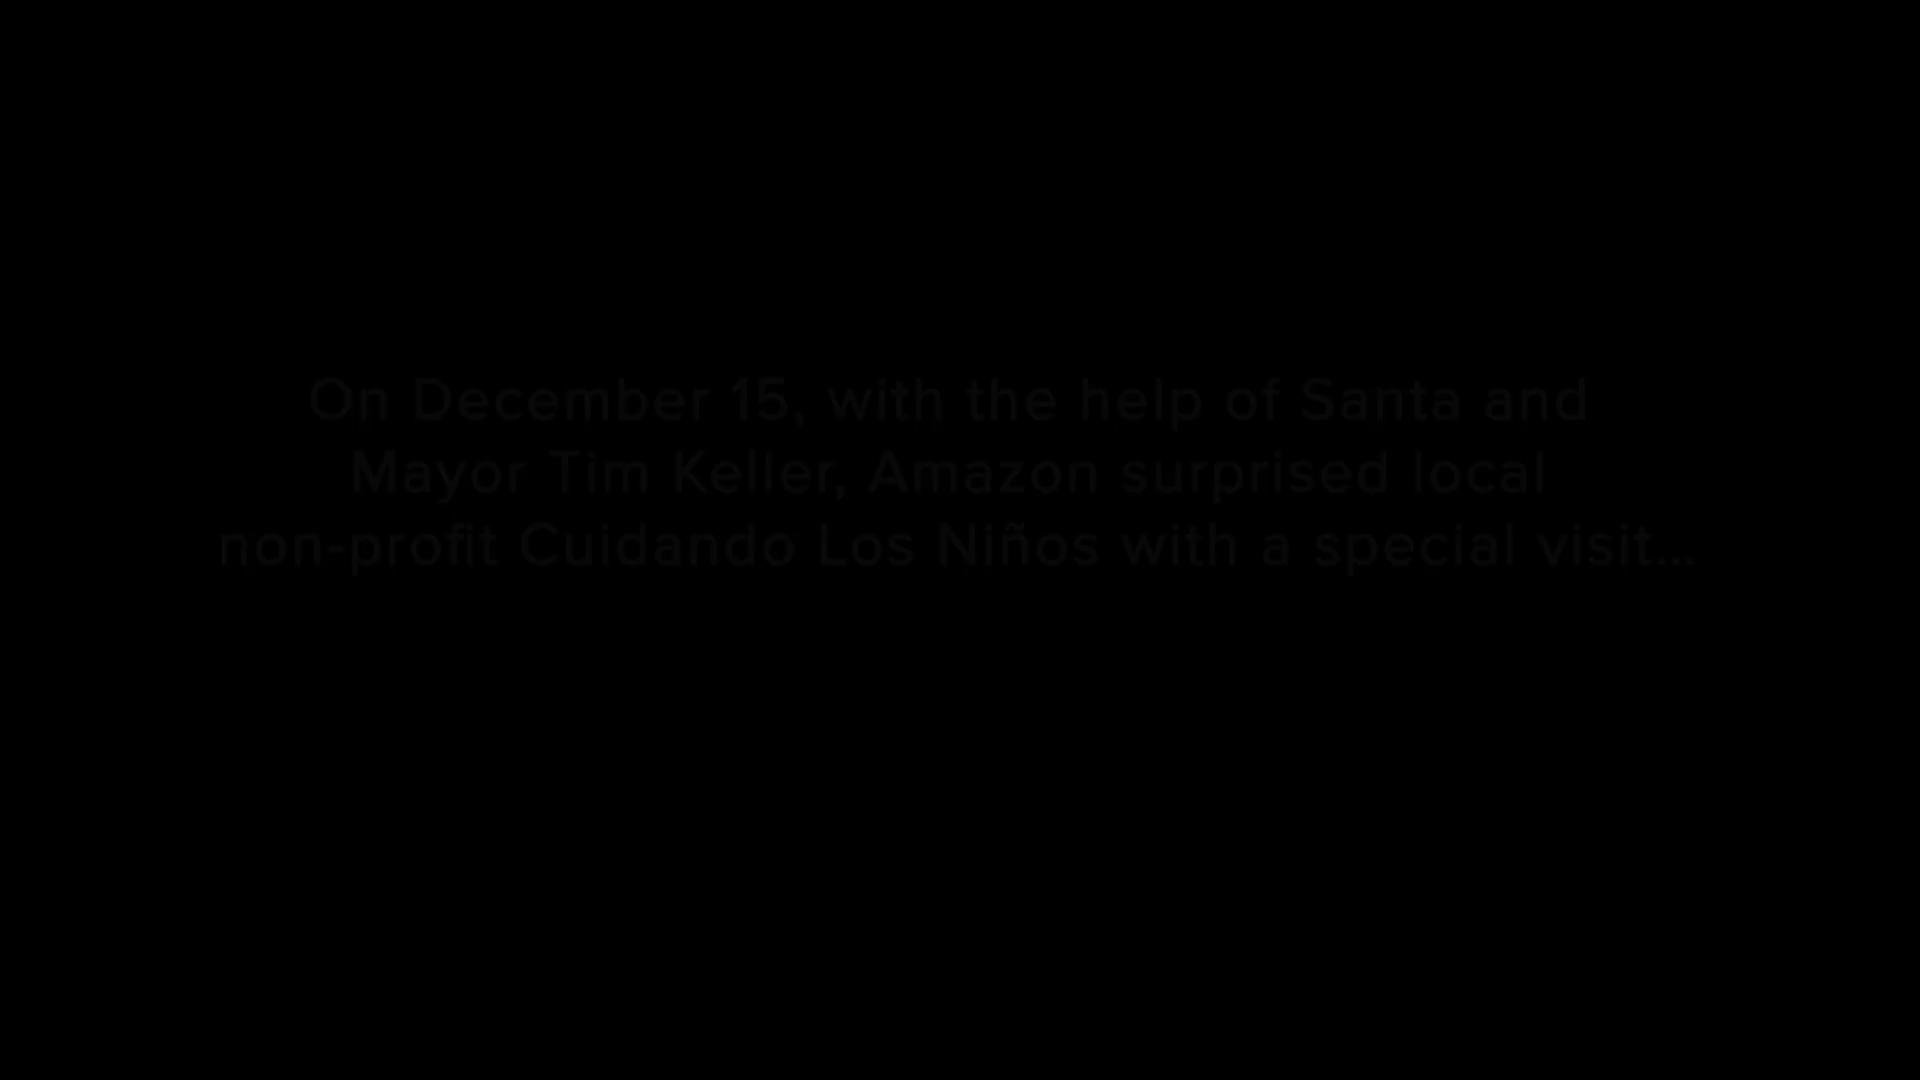 On December 15, with the help of Santa and
Mayor Tim Keller, Amazon surprised local
non-profit Cuidando Los Niños with a special visit...